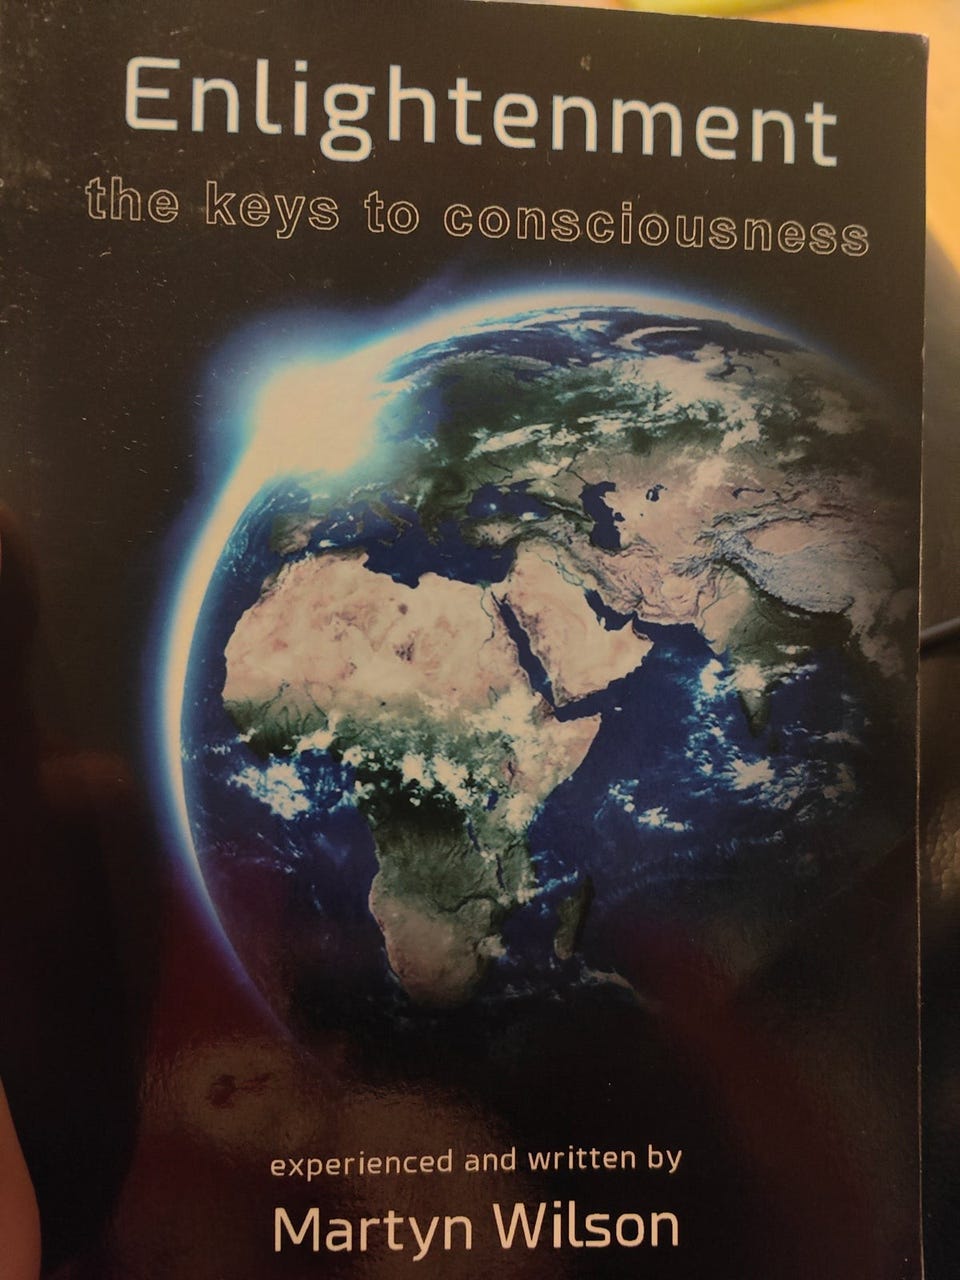 Enlightenment
the keys to consciousness
experienced and written by
Martyn Wilson